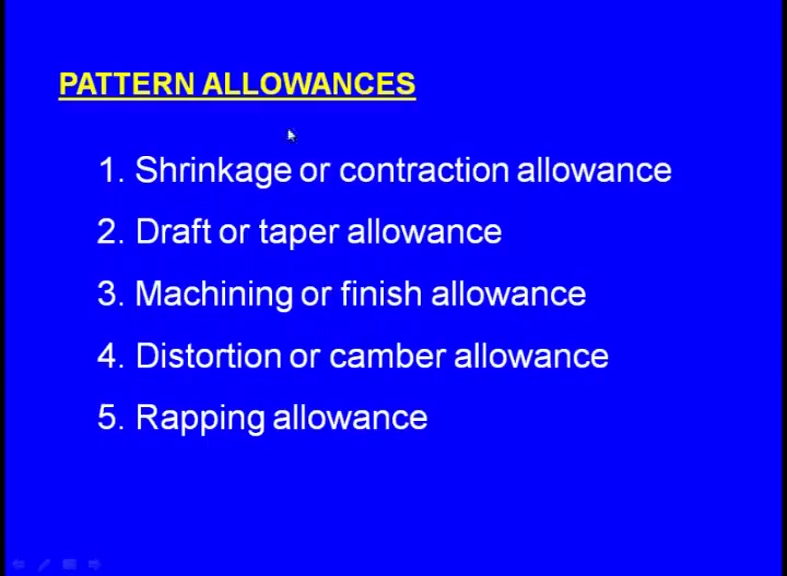 PATTERN ALLOWANCES
1. Shrinkage or contraction allowance
2. Draft or taper allowance
3. Machining or finish allowance
4. Distortion or camber allowance
5. Rapping allowance